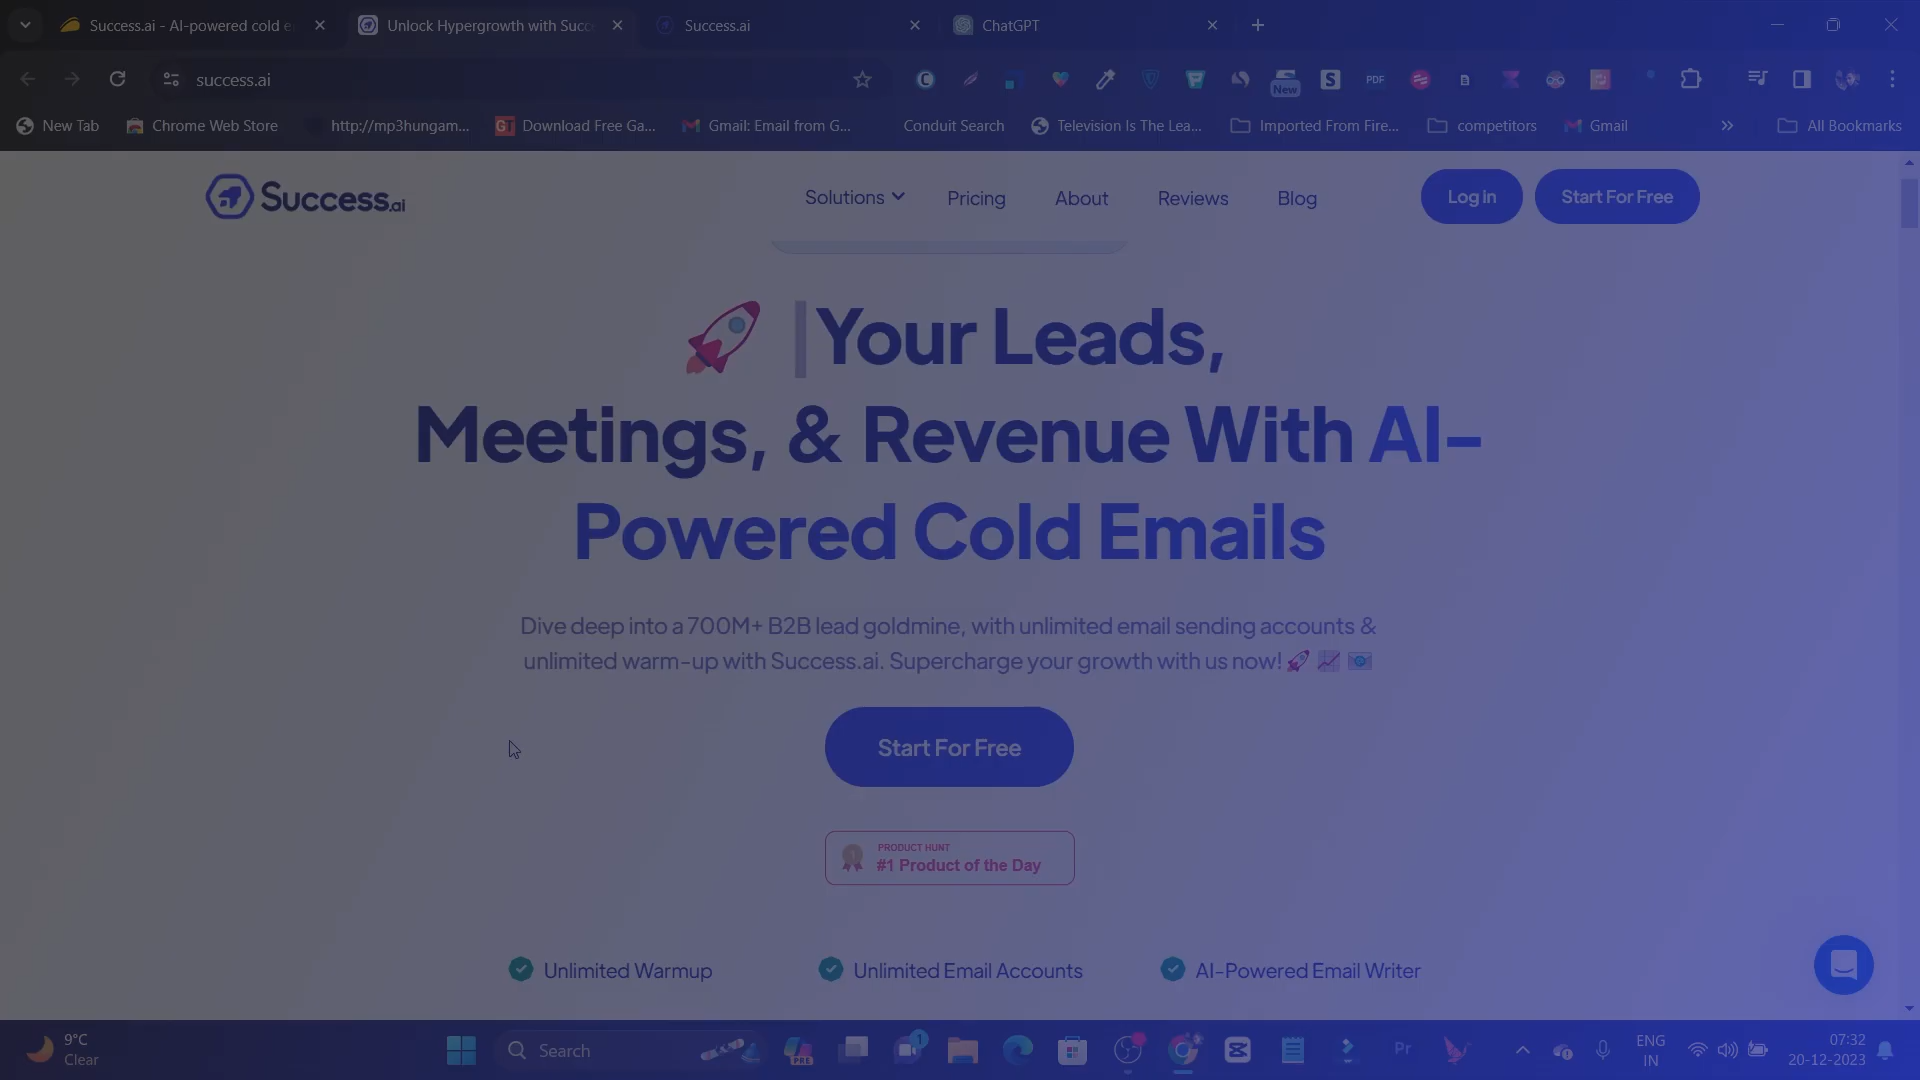 Success.ai - AI-powered cold e
Unlock Hypergrowth with Succ
Success.ai
ChatGPT
success.ai
New
PDF
New Tab
Chrome Web Store
http://mp3hungam...
GT
Download Free Ga...
Gmail: Email from G...
Conduit Search
Television Is The Lea...
Imported From Fire...
competitors
Gmail
All Bookmarks
Success.ai
Solutions
Pricing
About
Reviews
Blog
Log in
Start For Free
Your Leads,
Meetings, & Revenue With AI-
Powered Cold Emails
Dive deep into a 700M+ B2B lead goldmine, with unlimited email sending accounts &
unlimited warm-up with Success.ai. Supercharge your growth with us now! 🚀 📈 📧
Start For Free
PRODUCT HUNT
#1 Product of the Day
Unlimited Warmup
Unlimited Email Accounts
AI-Powered Email Writer
9°C
Clear
Search
PRE
1
Pr
ENG
IN
07:32
20-12-2023